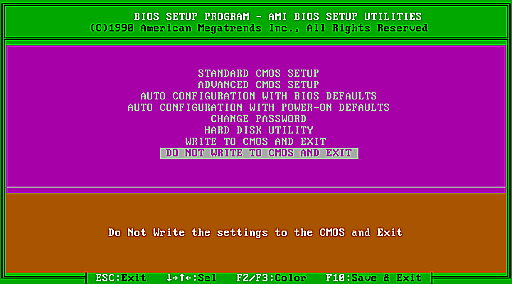 BIOS SETUP PROGRAM - AMI BIOS SETUP UTILITIES
(C)1990 American Megatrends Inc., All Rights Reserved
STANDARD CMOS SETUP
ADVANCED CMOS SETUP
AUTO CONFIGURATION WITH BIOS DEFAULTS
AUTO CONFIGURATION WITH POWER-ON DEFAULTS
CHANGE PASSWORD
HARD DISK UTILITY
WRITE TO CMOS AND EXIT
DO NOT WRITE TO CMOS AND EXIT
Do Not Write the settings to the CMOS and Exit
ESC:Exit ↓→↑←:Sel F2/F3:Color F10:Save & Exit